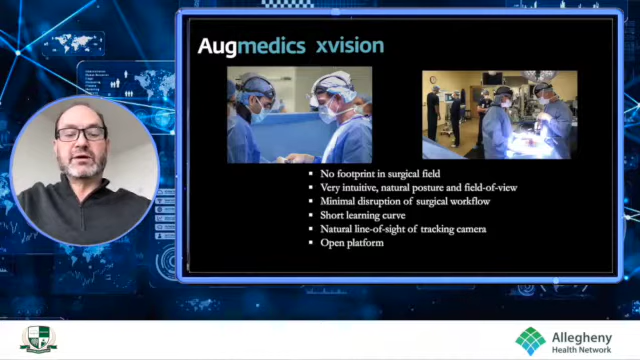 Augmedics xvision
No footprint in surgical field
Very intuitive, natural posture and field-of-view
Minimal disruption of surgical workflow
Short learning curve
Natural line-of-sight of tracking camera
Open platform
Allegheny
Health Network